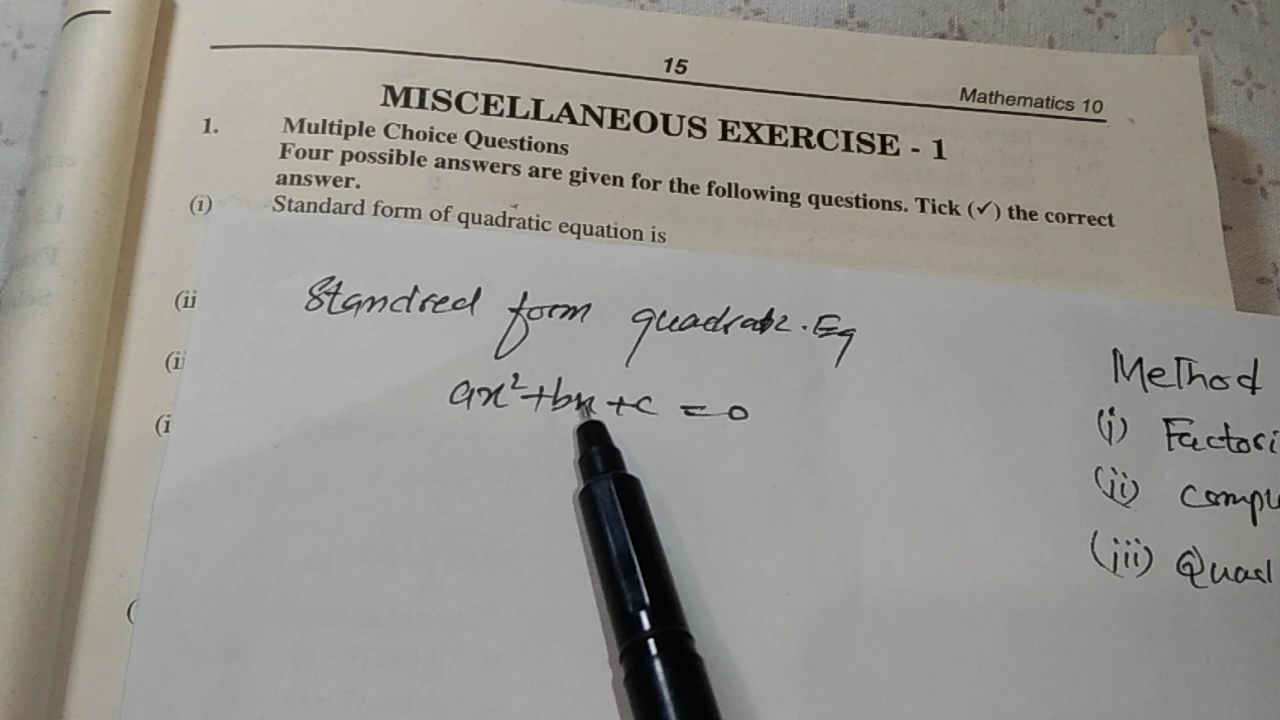 15
Mathematics 10
MISCELLANEOUS EXERCISE - 1
1. Multiple Choice Questions
Four possible answers are given for the following questions. Tick (✓) the correct
answer.
(i) Standard form of quadratic equation is
(ii
(i
(i
Standred form Eq
ax²+bx+c =0
Method
(i) Factori
(ii) Compl
(iii) Quad